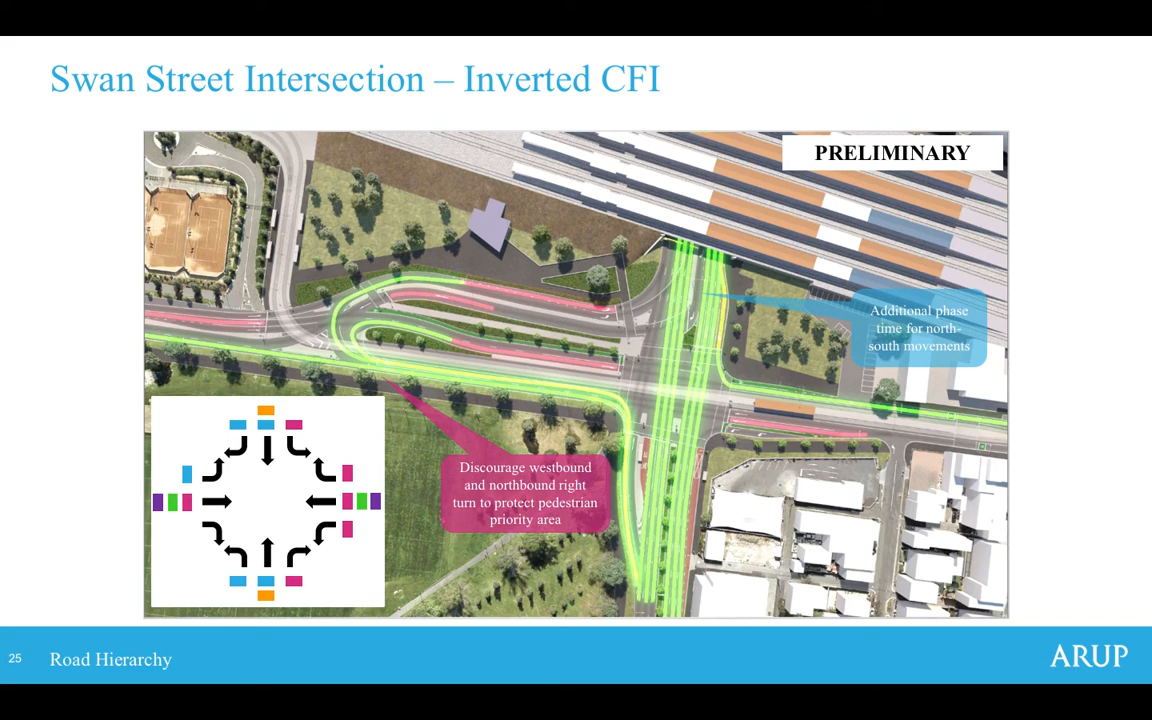 Swan Street Intersection – Inverted CFI
PRELIMINARY
Additional phase
time for north-
south movements
Discourage westbound
and northbound right
turn to protect pedestrian
priority area
25
Road Hierarchy
ARUP